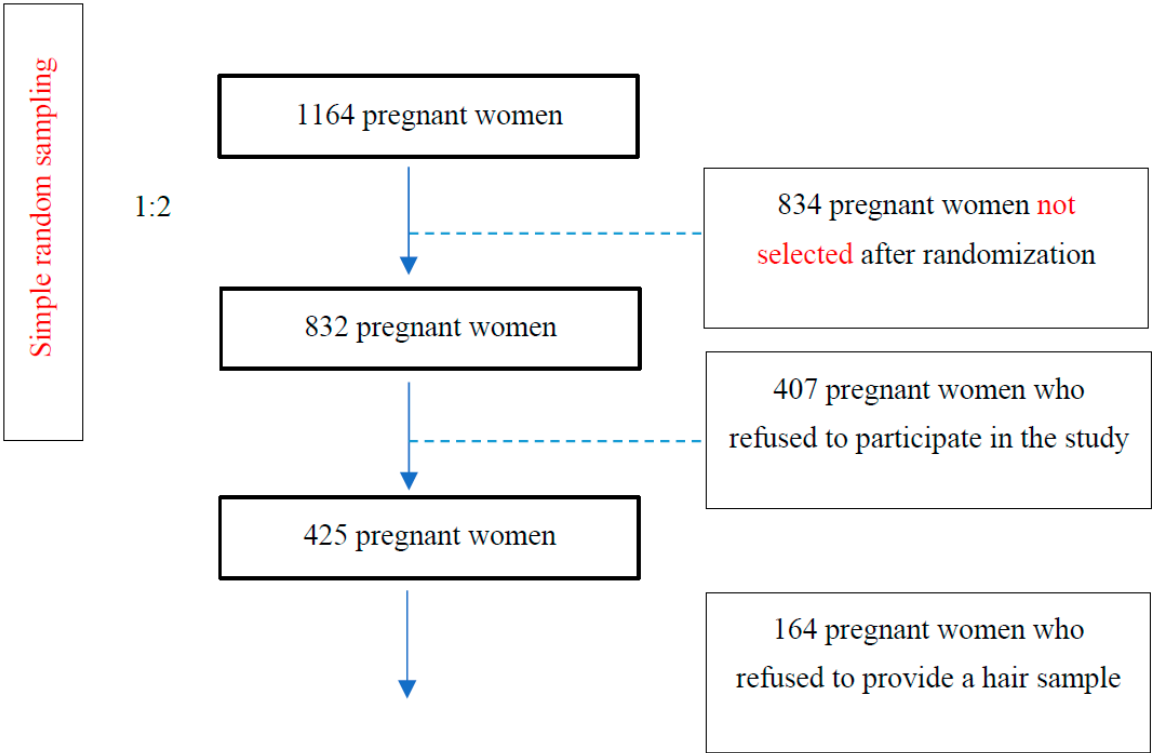 Simple random sampling
1164 pregnant women
1:2
834 pregnant women not
selected after randomization
832 pregnant women
407 pregnant women who
refused to participate in the study
425 pregnant women
164 pregnant women who
refused to provide a hair sample